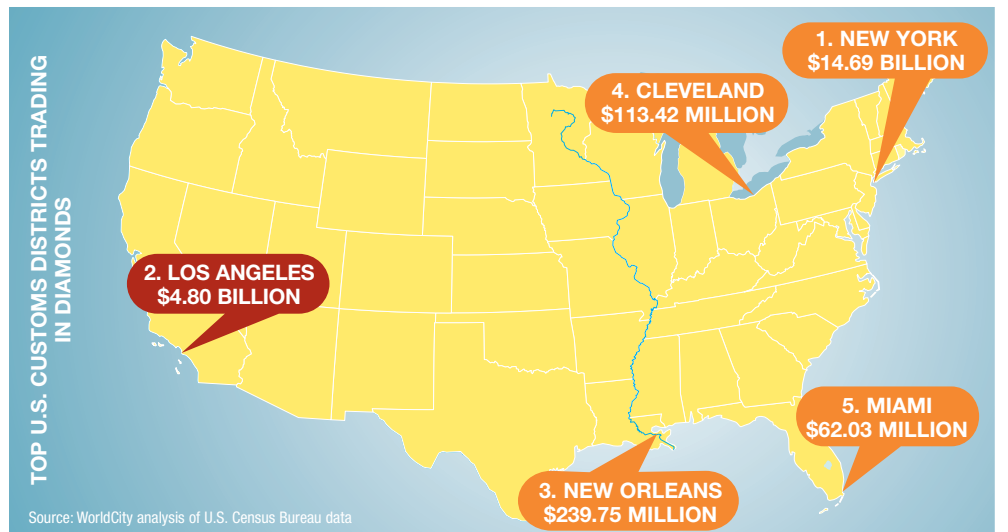 TOP U.S. CUSTOMS DISTRICTS TRADING
IN DIAMONDS
1. NEW YORK
$14.69 BILLION
4. CLEVELAND
$113.42 MILLION
2. LOS ANGELES
$4.80 BILLION
5. MIAMI
$62.03 MILLION
3. NEW ORLEANS
$239.75 MILLION
Source: WorldCity analysis of U.S. Census Bureau data